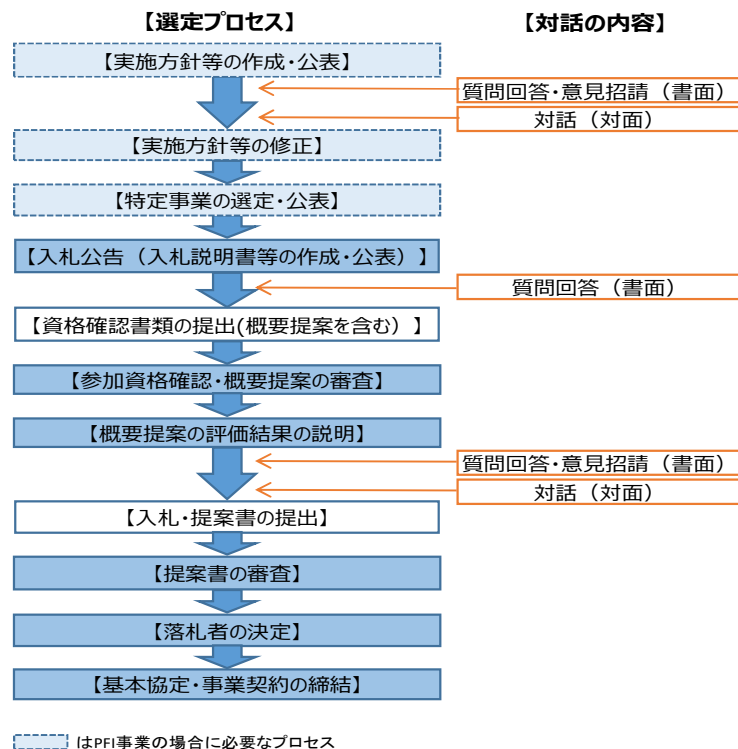 【選定プロセス】
【対話の内容】
【実施方針等の作成・公表】
質問回答・意見招請（書面）
対話（対面）
【実施方針等の修正】
【特定事業の選定・公表】
【入札公告（入札説明書等の作成・公表）】
質問回答（書面）
【資格確認書類の提出(概要提案を含む）】
【参加資格確認・概要提案の審査】
【概要提案の評価結果の説明】
質問回答・意見招請（書面）
対話（対面）
【入札・提案書の提出】
【提案書の審査】
【落札者の決定】
【基本協定・事業契約の締結】
はPFI事業の場合に必要なプロセス